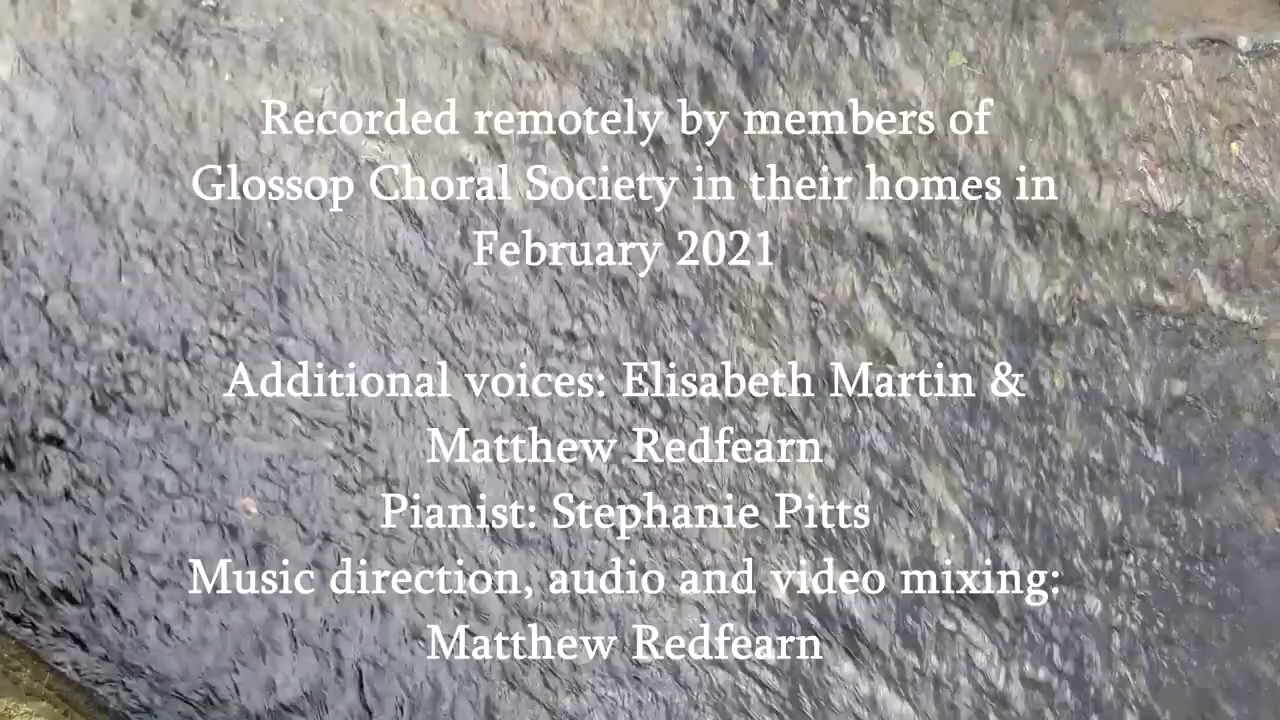 Recorded remotely by members of
Glossop Choral Society in their homes in
February 2021
Additional voices: Elisabeth Martin &
Matthew Redfearn
Pianist: Stephanie Pitts
Music direction, audio and video mixing:
Matthew Redfearn